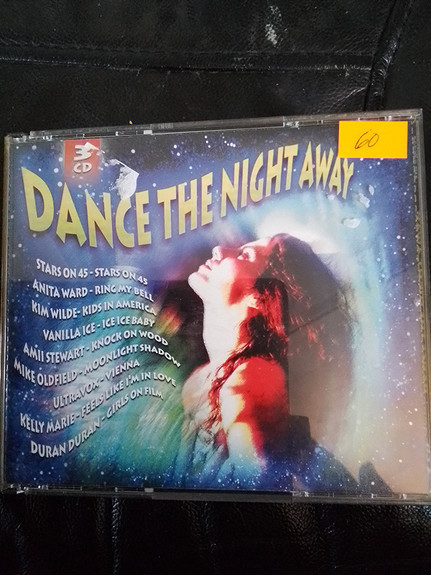 3
CD
60
DANCE THE NIGHT AWAY
STARS ON 45 - STARS ON 45
ANITA WARD - RING MY BELL
KIM WILDE - KIDS IN AMERICA
VANILLA ICE - ICE ICE BABY
AMII STEWART - KNOCK ON WOOD
MIKE OLDFIELD - MOONLIGHT SHADOW
ULTRAVOX - VIENNA
KELLY MARIE - FEELS LIKE I'M IN LOVE
DURAN DURAN - GIRLS ON FILM